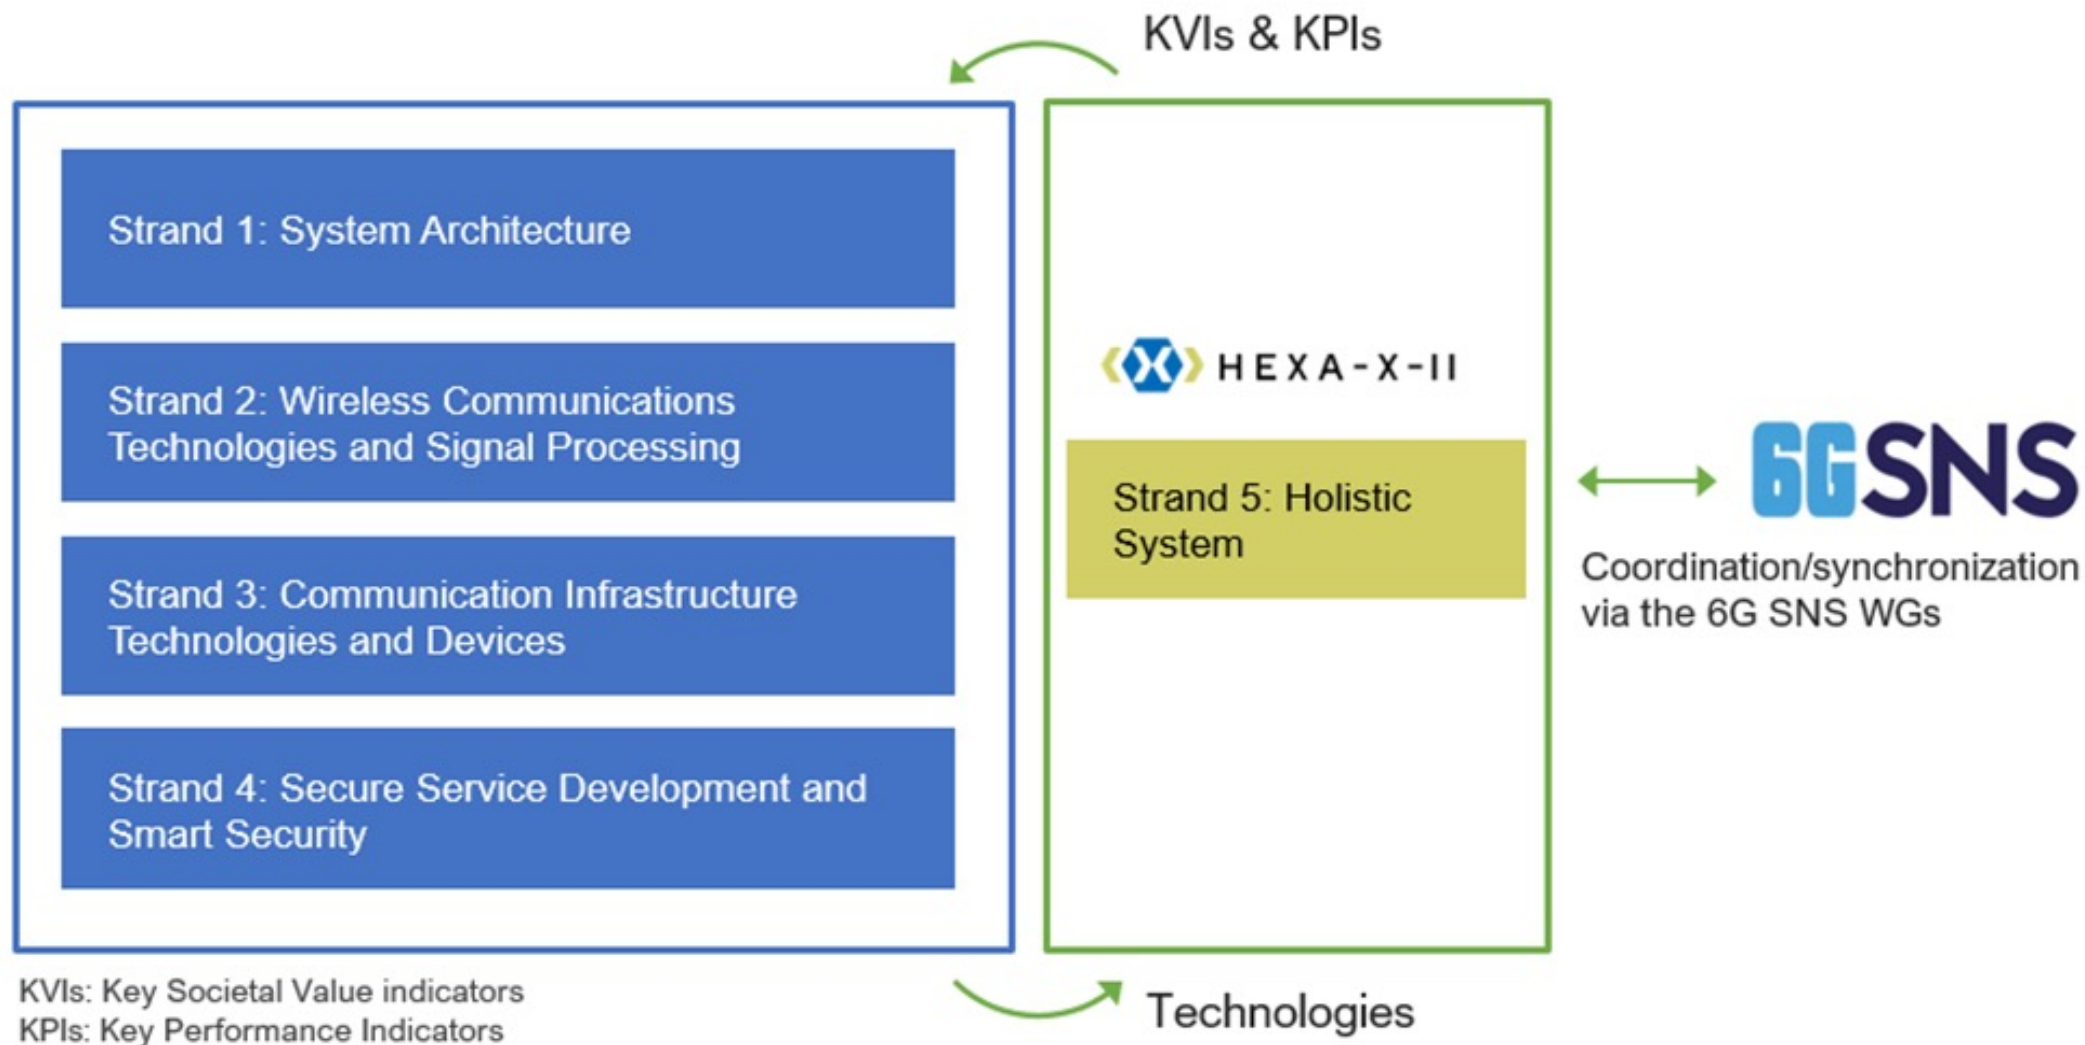 KVIs & KPIs
Strand 1: System Architecture
Strand 2: Wireless Communications
Technologies and Signal Processing
Strand 3: Communication Infrastructure
Technologies and Devices
Strand 4: Secure Service Development and
Smart Security
HEXA-X-II
Strand 5: Holistic
System
6GSNS
Coordination/synchronization
via the 6G SNS WGs
KVIs: Key Societal Value indicators
KPIs: Key Performance Indicators
Technologies